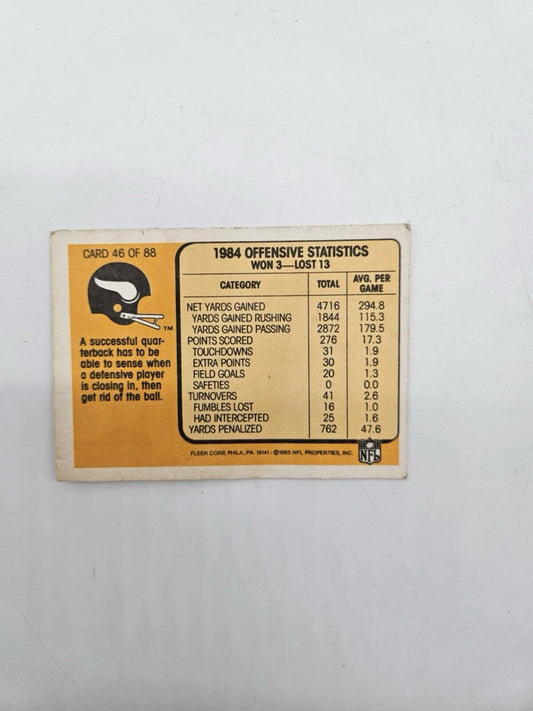 CARD 46 OF 88
TM
A successful quar-
terback has to be
able to sense when
a defensive player
is closing in, then
get rid of the ball.
1984 OFFENSIVE STATISTICS
WON 3—LOST 13
CATEGORY TOTAL AVG. PER GAME
NET YARDS GAINED 4716 294.8
YARDS GAINED RUSHING 1844 115.3
YARDS GAINED PASSING 2872 179.5
POINTS SCORED 276 17.3
TOUCHDOWNS 31 1.9
EXTRA POINTS 30 1.9
FIELD GOALS 20 1.3
SAFETIES 0 0.0
TURNOVERS 41 2.6
FUMBLES LOST 16 1.0
HAD INTERCEPTED 25 1.6
YARDS PENALIZED 762 47.6
FLEER CORP., PHILA., PA. 19141 - ©1985 NFL PROPERTIES, INC.
NFL